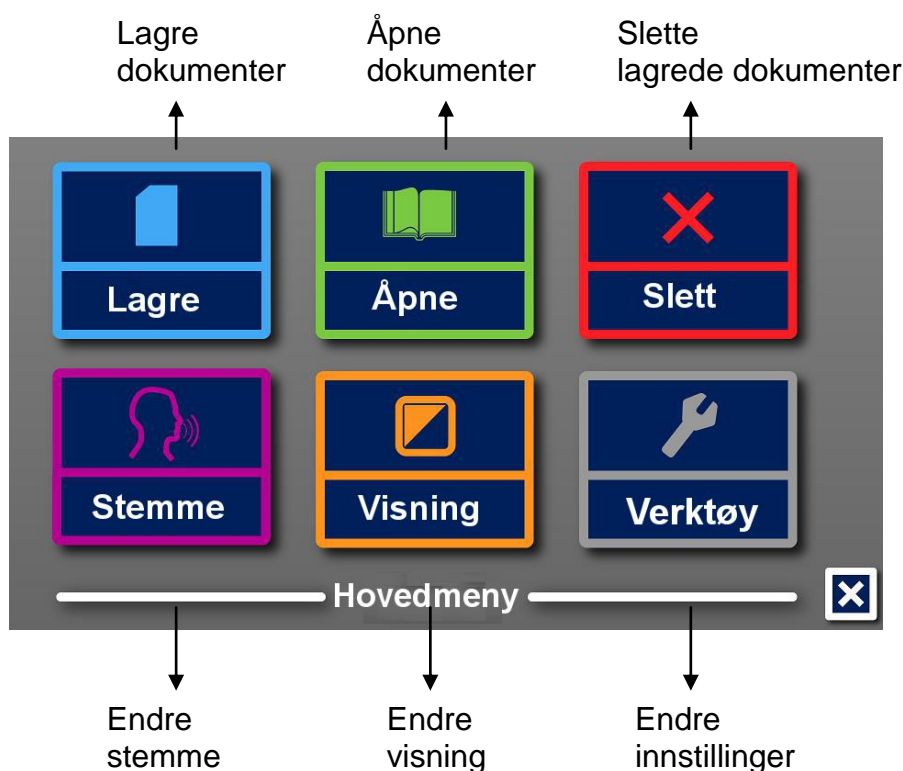 Lagre
dokumenter
Åpne
dokumenter
Slette
lagrede dokumenter
Lagre
Åpne
Slett
Stemme
Visning
Verktøy
Hovedmeny
Endre
stemme
Endre
visning
Endre
innstillinger